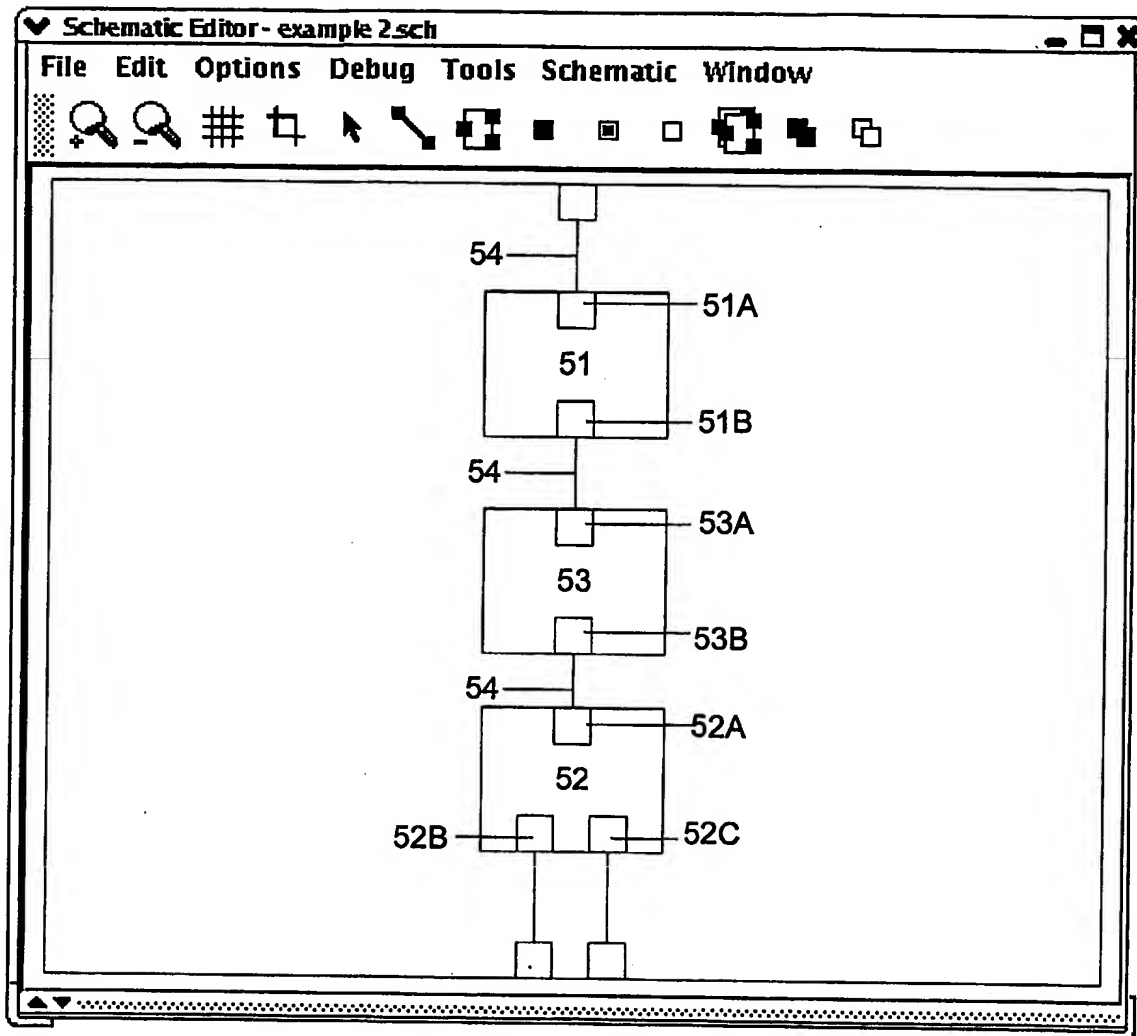 Schematic Editor - example 2.sch
File Edit Options Debug Tools Schematic Window
54
51A
51
51B
54
53A
53
53B
54
52A
52
52B
52C